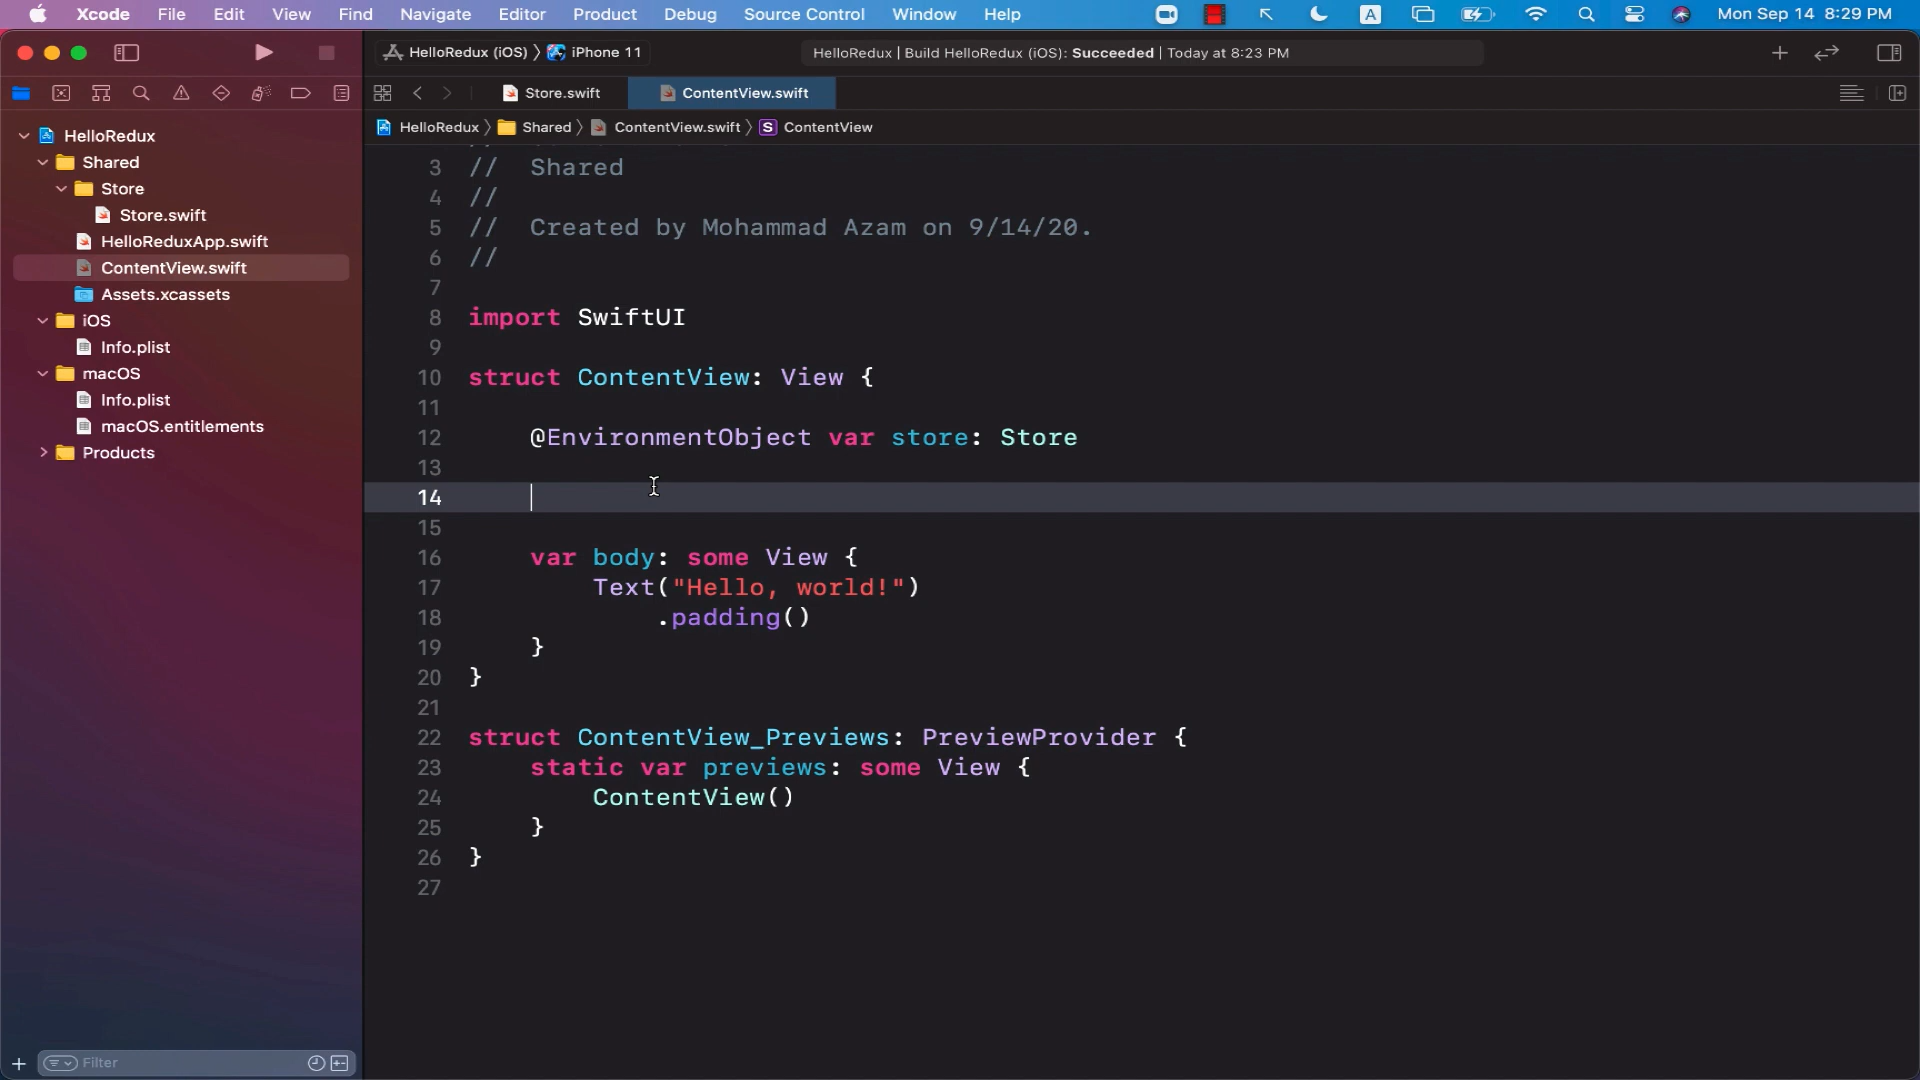 Xcode File Edit View Find Navigate Editor Product Debug Source Control Window Help A Mon Sep 14 8:29 PM
HelloRedux (iOS) iPhone 11 HelloRedux | Build HelloRedux (iOS): Succeeded | Today at 8:23 PM
Store.swift ContentView.swift
HelloRedux Shared ContentView.swift S ContentView
HelloRedux
Shared
Store
Store.swift
HelloReduxApp.swift
ContentView.swift
Assets.xcassets
iOS
Info.plist
macOS
Info.plist
macOS.entitlements
Products
Filter
3 // Shared
4 //
5 // Created by Mohammad Azam on 9/14/20.
6 //
7
8 import SwiftUI
9
10 struct ContentView: View {
11
12 @EnvironmentObject var store: Store
13
14
15
16 var body: some View {
17 Text("Hello, world!")
18 .padding()
19 }
20 }
21
22 struct ContentView_Previews: PreviewProvider {
23 static var previews: some View {
24 ContentView()
25 }
26 }
27